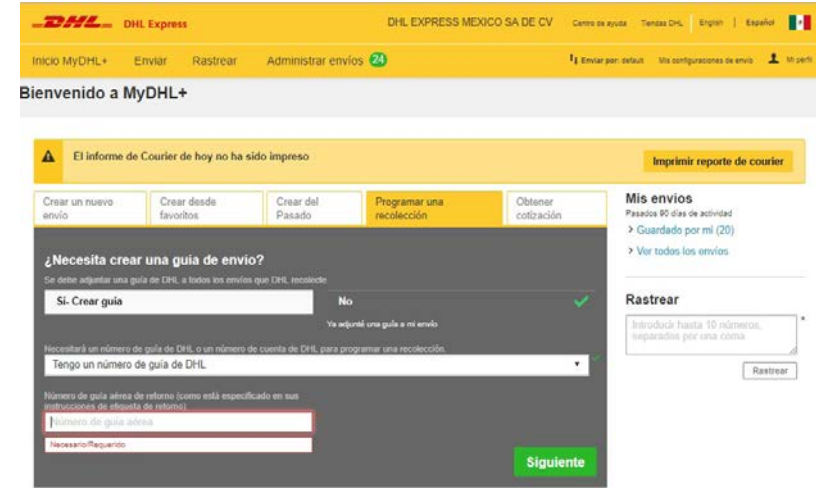 DHL DHL Express
DHL EXPRESS MEXICO SA DE CV
Centro de ayuda Tiendas DHL English | Español
Inicio MyDHL+ Enviar Rastrear Administrar envíos 24
Enviar por: default Mis configuraciones de envío Mi perfil
Bienvenido a MyDHL+
El informe de Courier de hoy no ha sido impreso
Imprimir reporte de courier
Crear un nuevo
envío
Crear desde
favoritos
Crear del
Pasado
Programar una
recolección
Obtener
cotización
¿Necesita crear una guia de envio?
Se debe adjuntar una guía de DHL a todos los envíos que DHL recolecte
Sí- Crear guía
No
Ya adjunté una guía a mi envío
Necesitará un número de guía de DHL o un número de cuenta de DHL para programar una recolección.
Tengo un número de guía de DHL
Número de guía aérea de retorno (como está especificado en sus
instrucciones de etiqueta de retorno)
Número de guía aérea
Necesario/Requerido
Siguiente
Mis envios
Pasados 90 días de actividad
> Guardado por mi (20)
> Ver todos los envíos
Rastrear
Introducir hasta 10 números,
separados por una coma
*
Rastrear